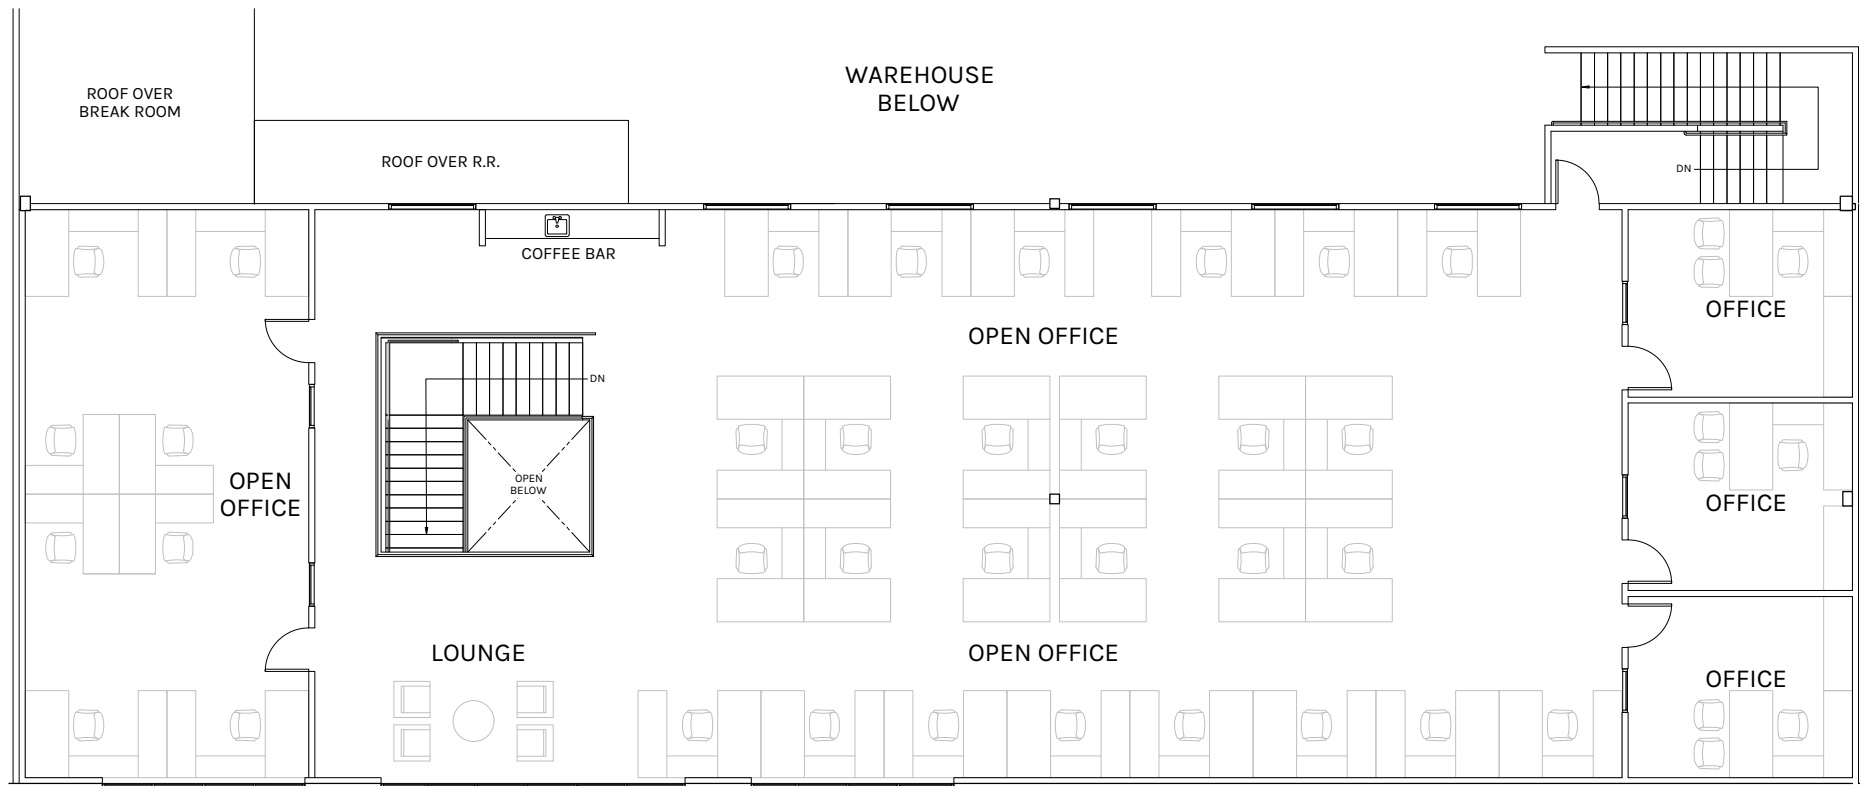 WAREHOUSE
BELOW
ROOF OVER
BREAK ROOM
ROOF OVER R.R.
DN
COFFEE BAR
OFFICE
OPEN OFFICE
DN
OPEN
BELOW
OPEN
OFFICE
OFFICE
LOUNGE
OPEN OFFICE
OFFICE